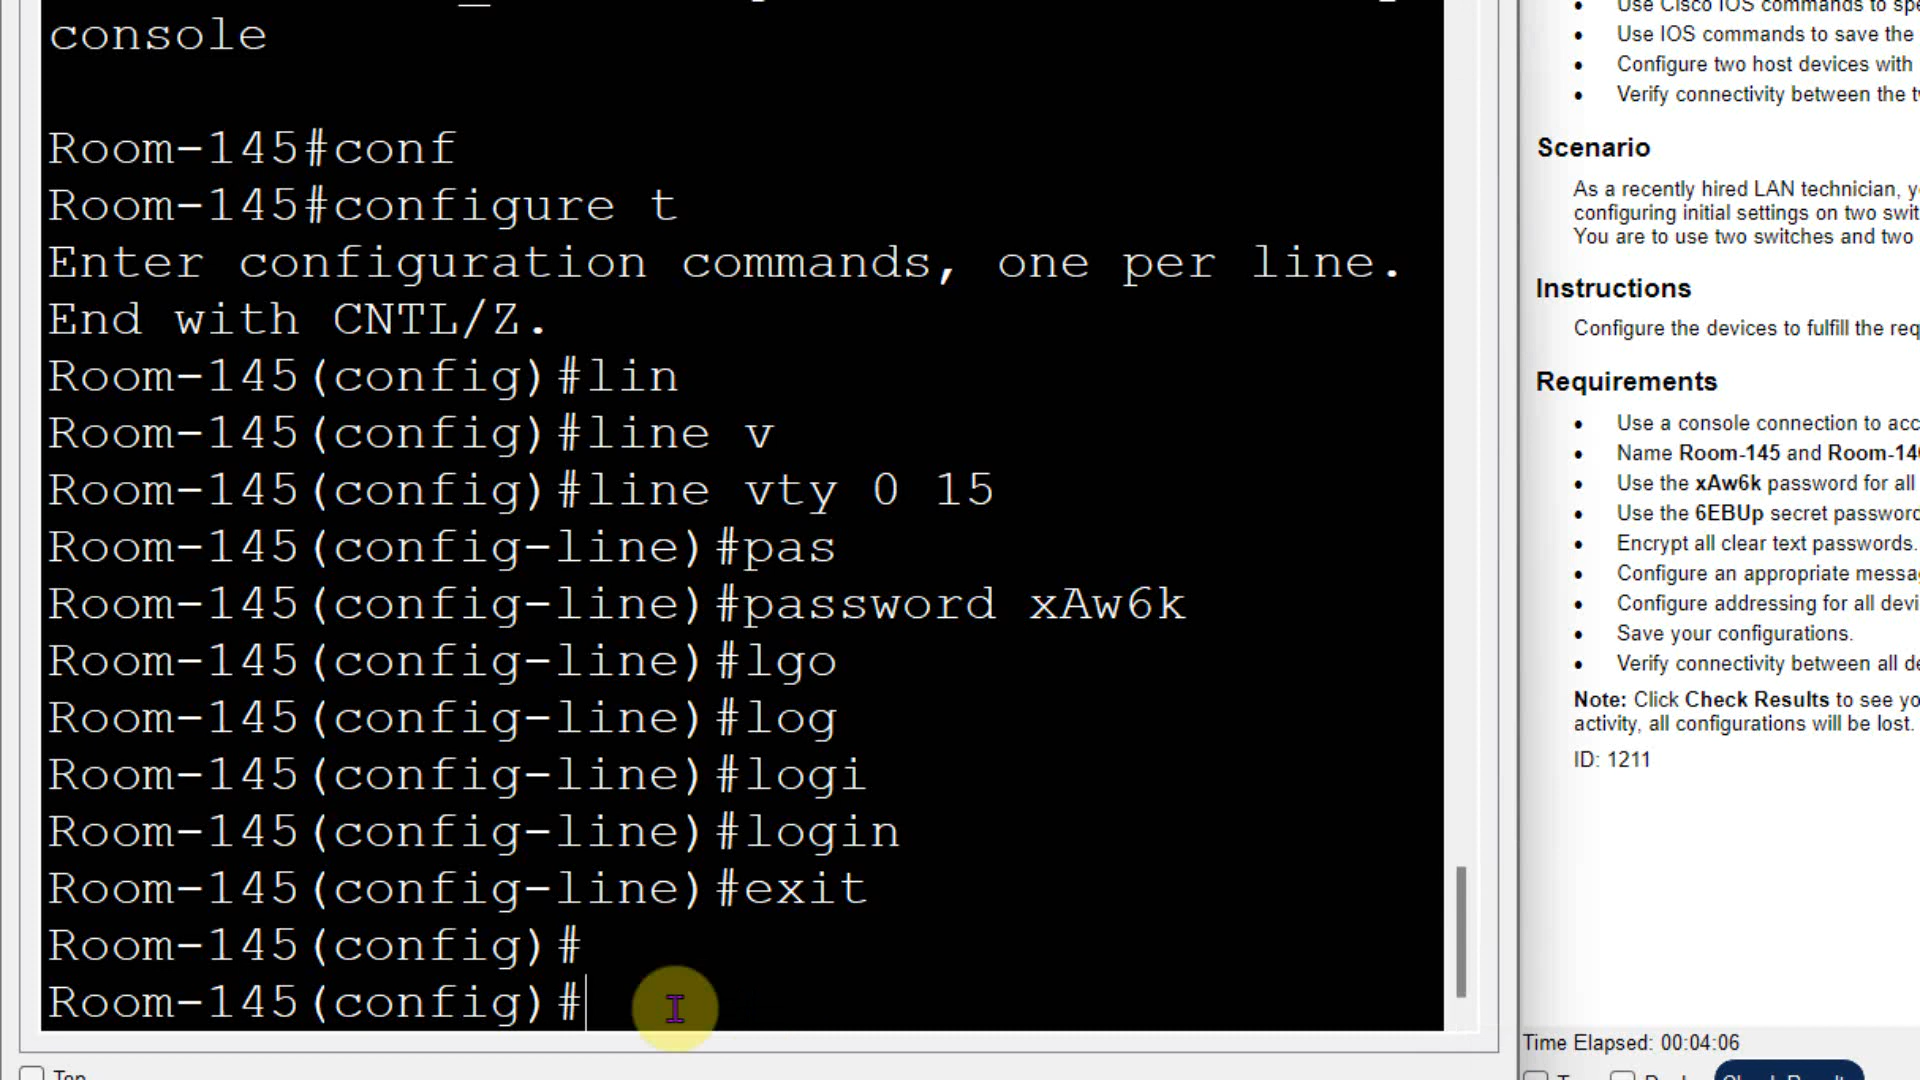 console
Room-145#conf
Room-145#configure t
Enter configuration commands, one per line.
End with CNTL/Z.
Room-145(config)#lin
Room-145(config)#line v
Room-145(config)#line vty 0 15
Room-145(config-line)#pas
Room-145(config-line)#password xAw6k
Room-145(config-line)#lgo
Room-145(config-line)#log
Room-145(config-line)#logi
Room-145(config-line)#login
Room-145(config-line)#exit
Room-145(config)#
Room-145(config)#
Top
Use Cisco IOS commands to
Use IOS commands to save the
Configure two host devices with
Verify connectivity between the
Scenario
As a recently hired LAN technician,
configuring initial settings on two
You are to use two switches and two
Instructions
Configure the devices to fulfill the
Requirements
Use a console connection to
Name Room-145 and
Use the xAw6k password for all
Use the 6EBUp secret
Encrypt all clear text passwords.
Configure an appropriate
Configure addressing for all
Save your configurations.
Verify connectivity between all
Note: Click Check Results to see
activity, all configurations will be lost.
ID: 1211
Time Elapsed: 00:04:06